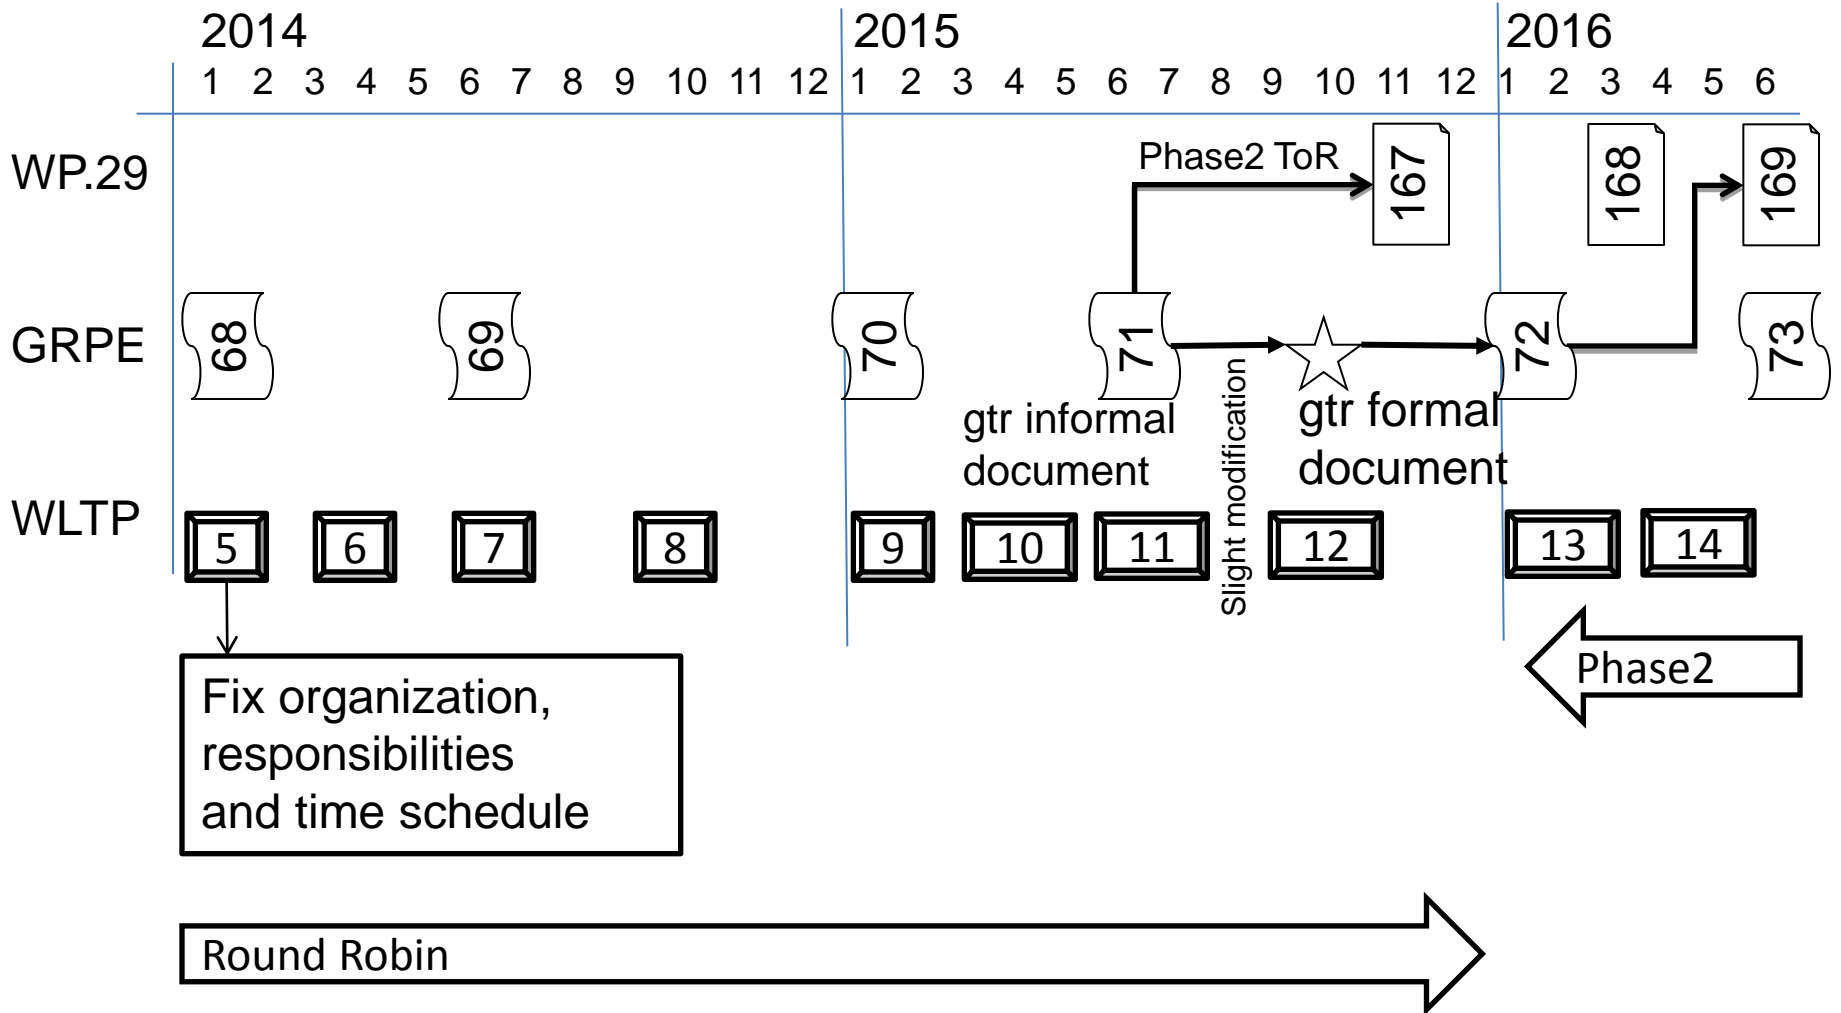 2014 2015 2016
1 2 3 4 5 6 7 8 9 10 11 12 1 2 3 4 5 6 7 8 9 10 11 12 1 2 3 4 5 6
WP.29
Phase2 ToR
167
168
169
GRPE
68
69
70
71
72
73
gtr informal
document
Slight modification
gtr formal
document
WLTP
5 6 7 8 9 10 11 12 13 14
Phase2
Fix organization,
responsibilities
and time schedule
Round Robin